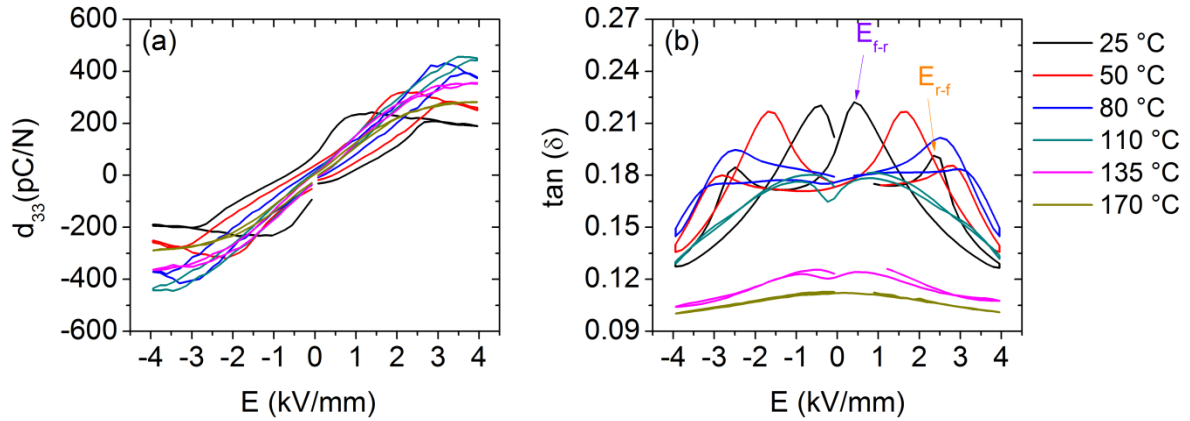 (a)
d33(pC/N)
600
400
200
0
-200
-400
-600
-4 -3 -2 -1 0 1 2 3 4
E (kV/mm)
(b)
Ef-r
Er-f
tan (δ)
0.27
0.24
0.21
0.18
0.15
0.12
0.09
-4 -3 -2 -1 0 1 2 3 4
E (kV/mm)
25 °C
50 °C
80 °C
110 °C
135 °C
170 °C